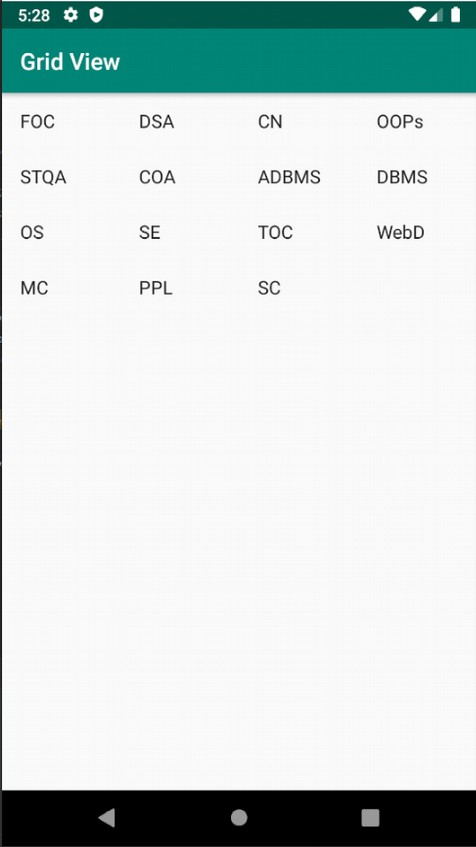 5:28
Grid View
FOC DSA CN OOPs
STQA COA ADBMS DBMS
OS SE TOC WebD
MC PPL SC